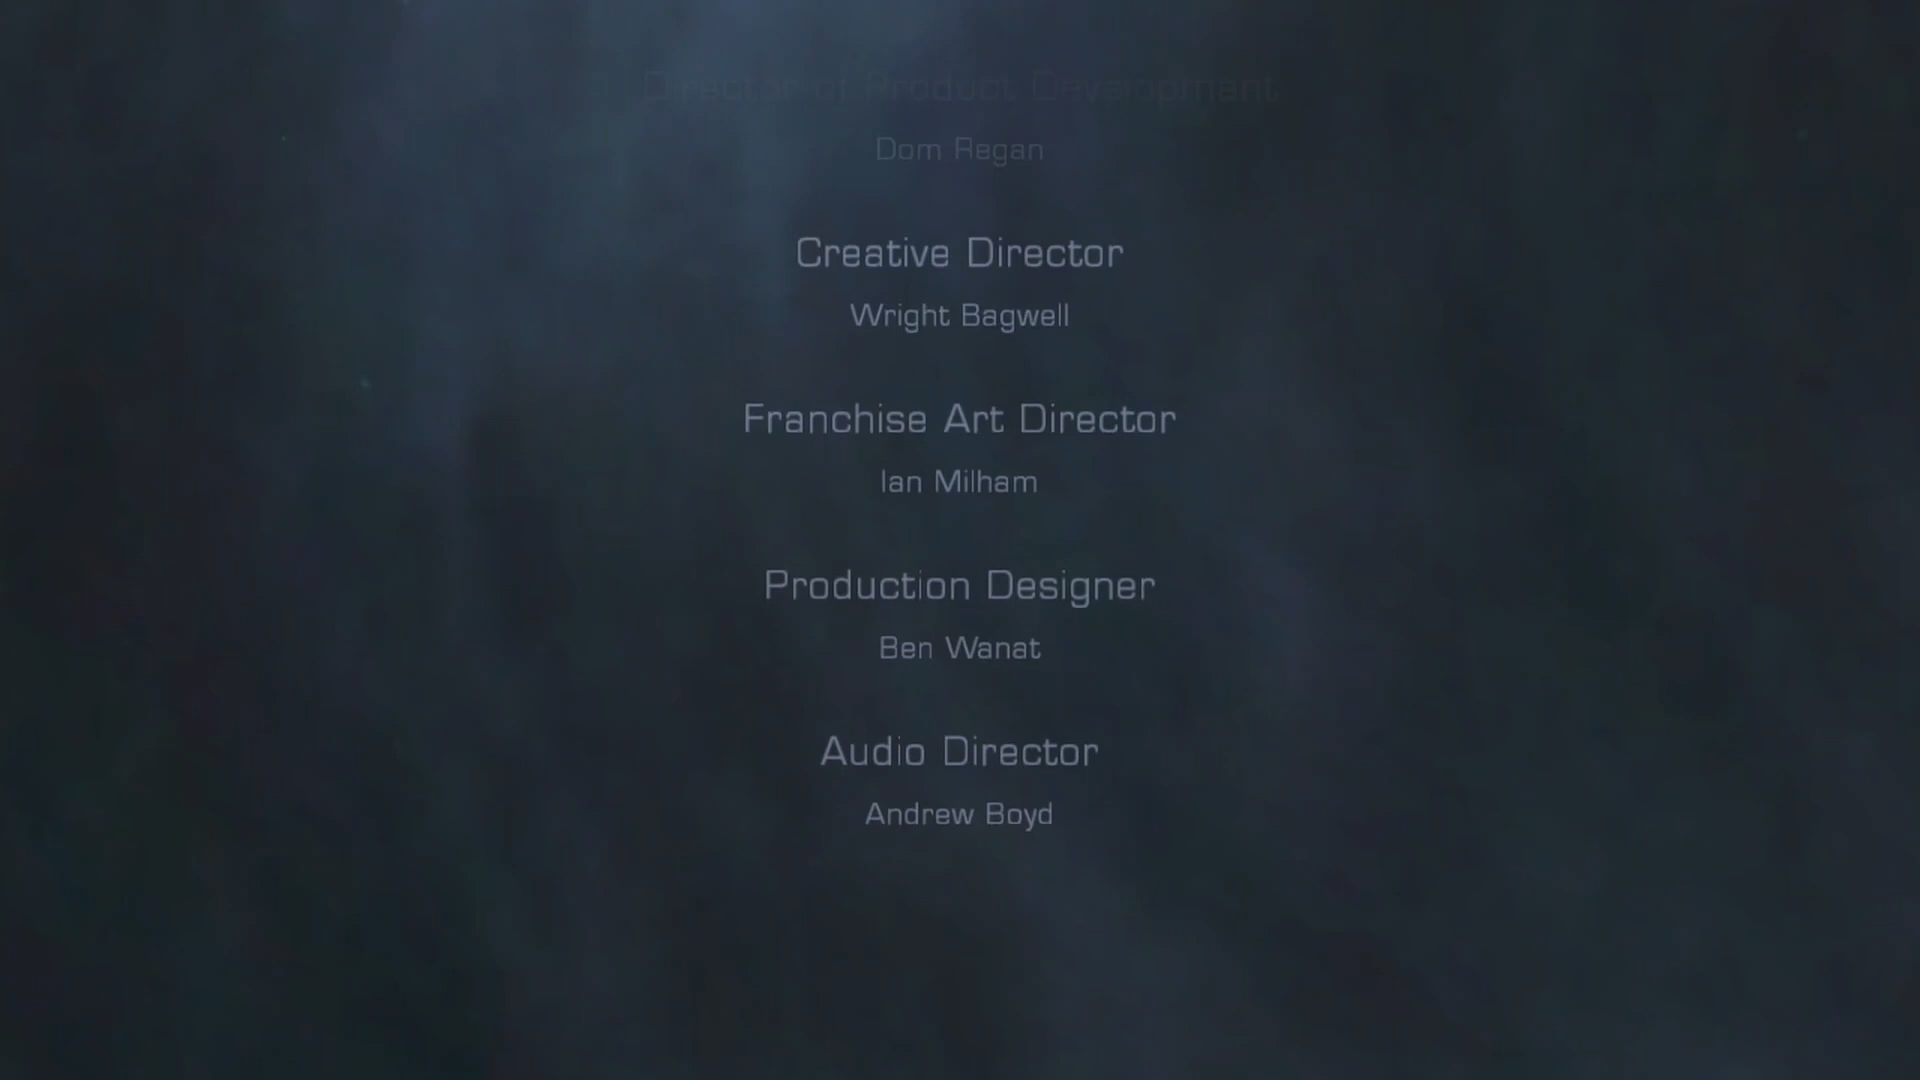 Director of Product Development
Dom Regan
Creative Director
Wright Bagwell
Franchise Art Director
Ian Milham
Production Designer
Ben Wanat
Audio Director
Andrew Boyd